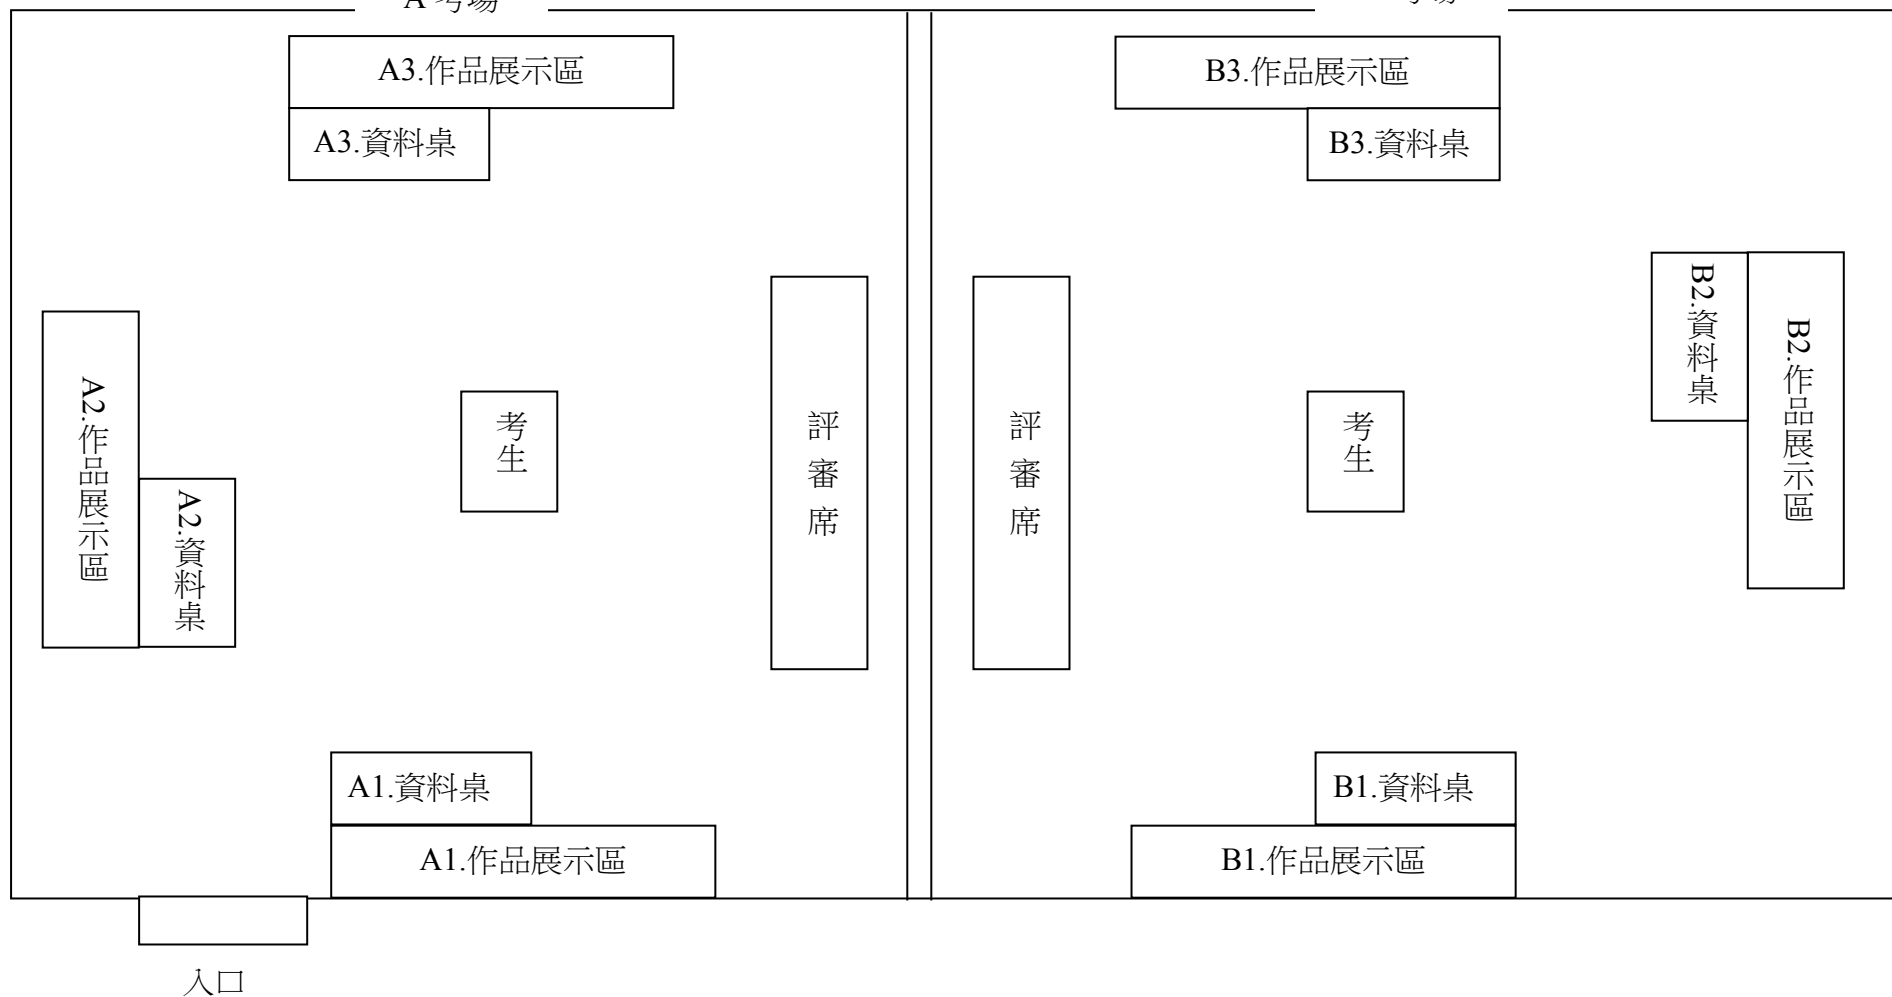 A 考場
考場
A3.作品展示區
B3.作品展示區
A3.資料桌
B3.資料桌
A2.作品展示區
A2.資料桌
考生
評審席
評審席
考生
B2.資料桌
B2.作品展示區
A1.資料桌
B1.資料桌
A1.作品展示區
B1.作品展示區
入口